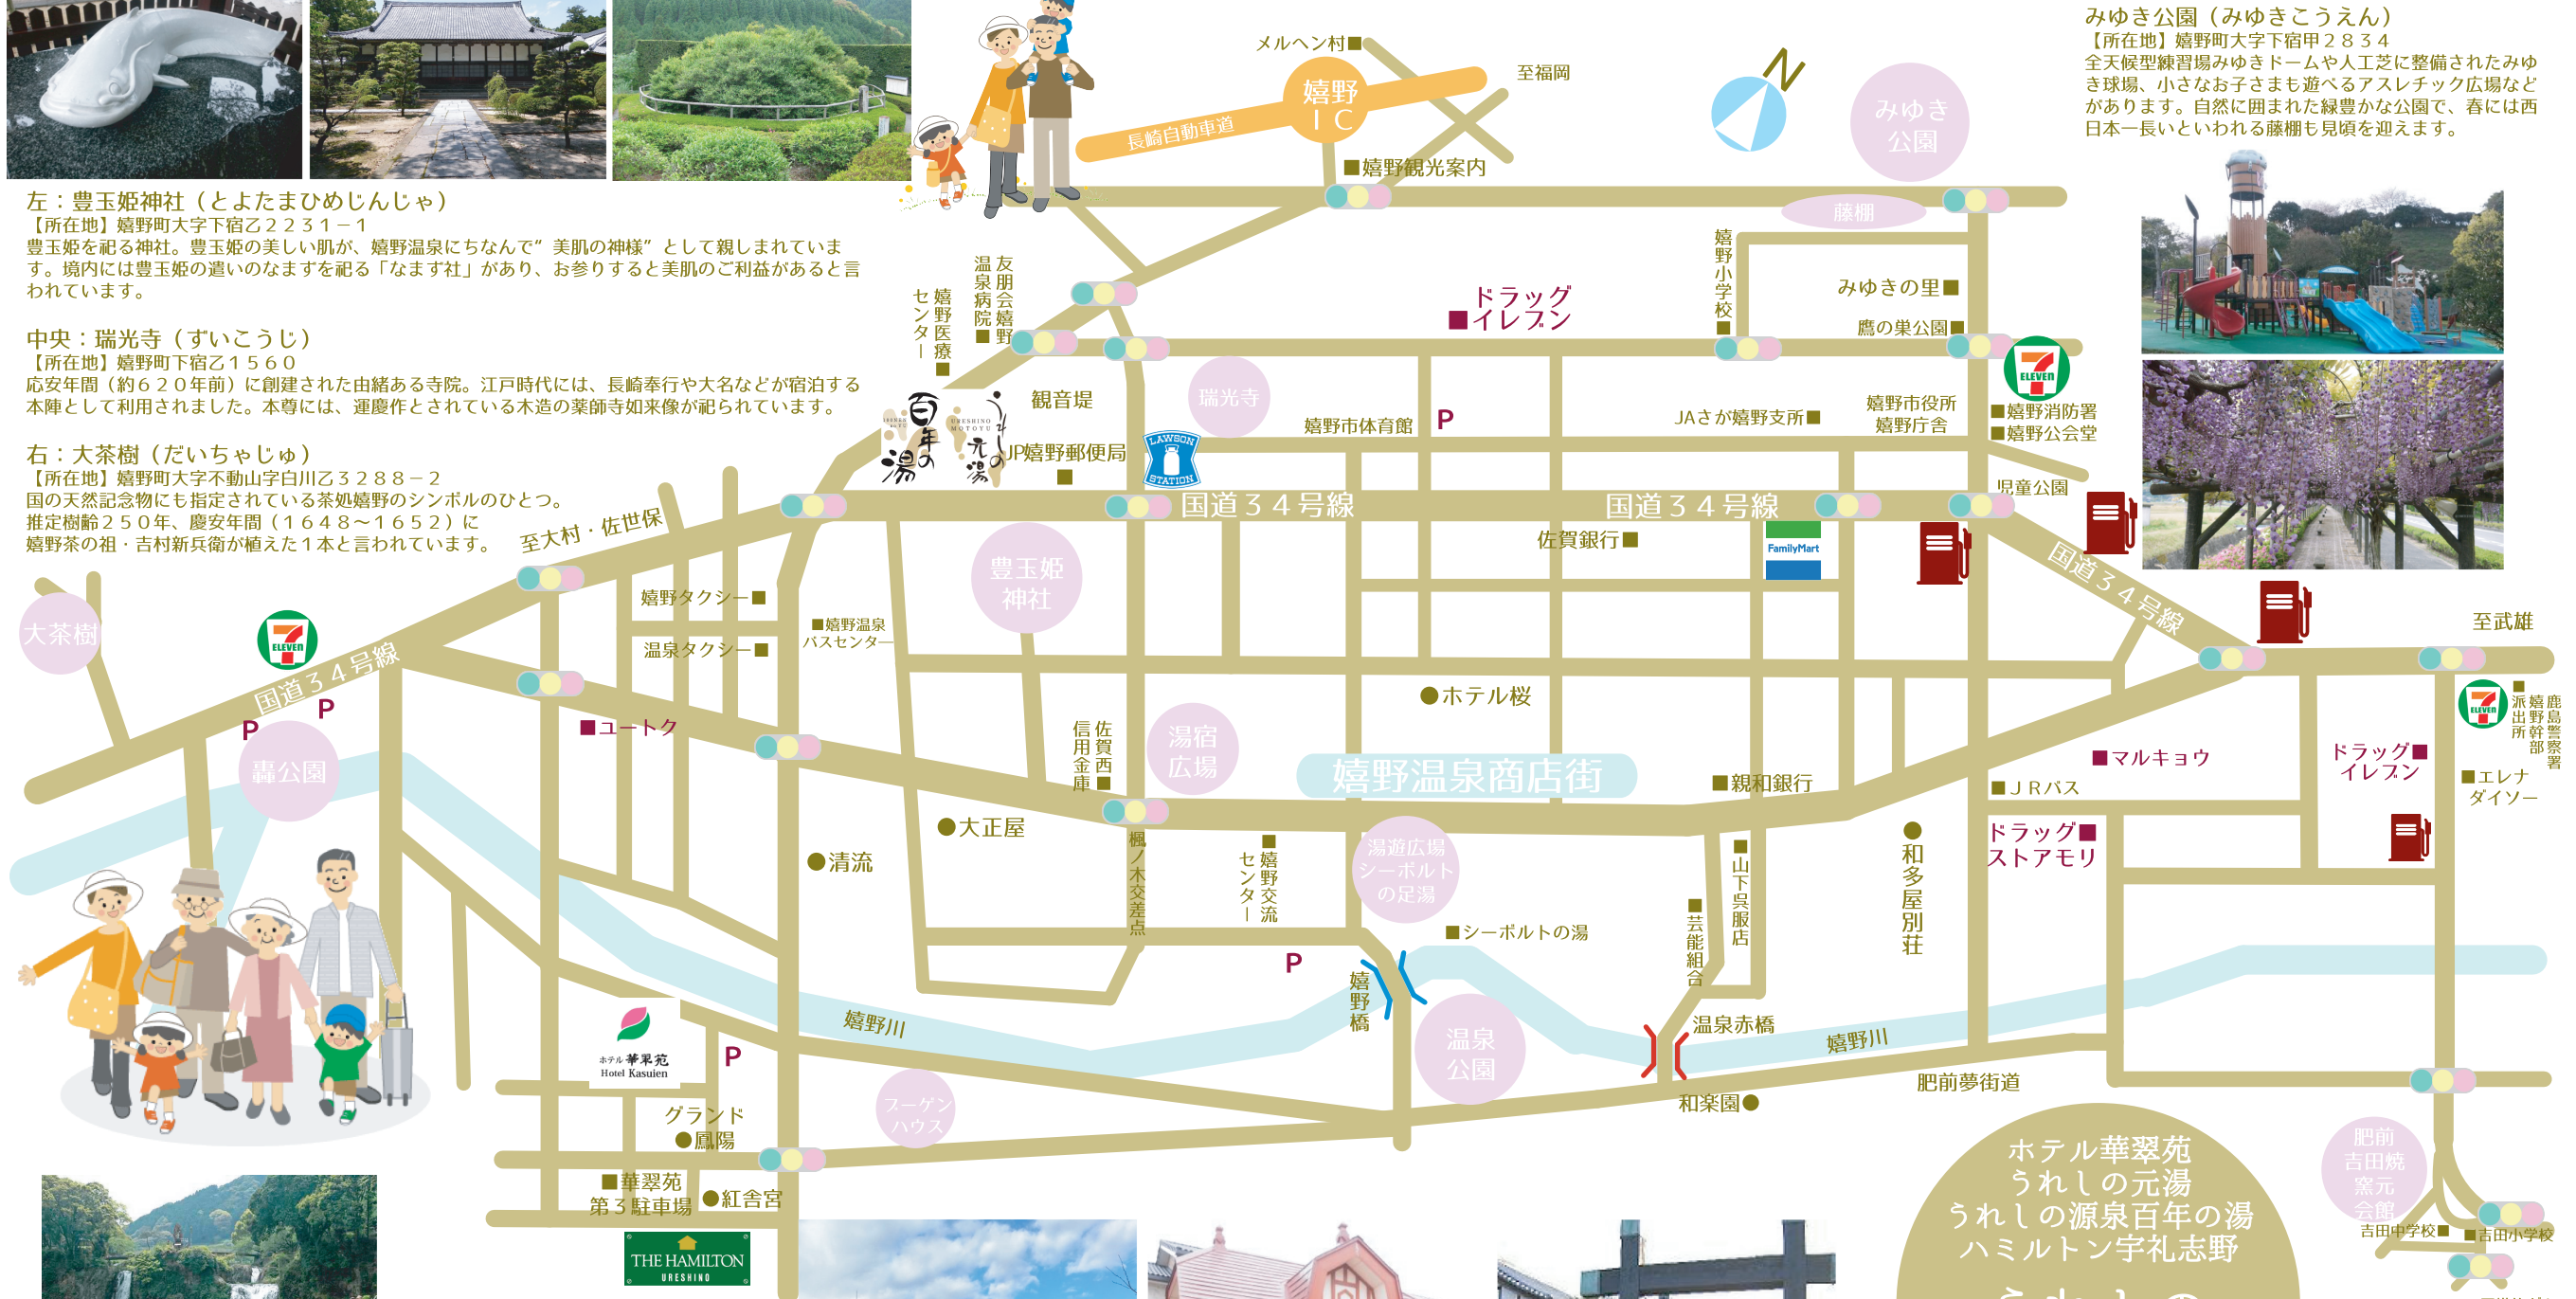 みゆき公園（みゆきこうえん）
【所在地】嬉野町大字下宿甲２８３４
全天候型練習場みゆきドームや人工芝に整備されたみゆ
き球場、小さなお子さまも遊べるアスレチック広場など
があります。自然に囲まれた緑豊かな公園で、春には西
日本一長いといわれる藤棚も見頃を迎えます。
左：豊玉姫神社（とよたまひめじんじゃ）
【所在地】嬉野町大字下宿乙２２３１－１
豊玉姫を祀る神社。豊玉姫の美しい肌が、嬉野温泉にちなんで“美肌の神様”として親しまれていま
す。境内には豊玉姫の遣いのなまずを祀る「なまず社」があり、お参りすると美肌のご利益があると言
われています。
中央：瑞光寺（ずいこうじ）
【所在地】嬉野町下宿乙１５６０
応安年間（約６２０年前）に創建された由緒ある寺院。江戸時代には、長崎奉行や大名などが宿泊する
本陣として利用されました。本尊には、運慶作とされている木造の薬師寺如来像が祀られています。
右：大茶樹（だいちゃじゅ）
【所在地】嬉野町大字不動山字白川乙３２８８－２
国の天然記念物にも指定されている茶処嬉野のシンボルのひとつ。
推定樹齢２５０年、慶安年間（１６４８～１６５２）に
嬉野茶の祖・吉村新兵衛が植えた１本と言われています。
メルヘン村■
至福岡
嬉野
ＩＣ
長崎自動車道
■嬉野観光案内
N
みゆき
公園
藤棚
嬉野小学校■
みゆきの里■
鷹の巣公園■
ドラッグ
■イレブン
友朋会嬉野
温泉病院■
嬉野医療■
センター
7
ELEVEN
■嬉野消防署
■嬉野公会堂
嬉野市役所
嬉野庁舎
JAさが嬉野支所■
P
嬉野市体育館
瑞光寺
観音堤
百年の湯
うれしの元湯
URESHINO
MOTOYU
JP嬉野郵便局
■
LAWSON
STATION
国道３４号線
国道３４号線
児童公園
至大村・佐世保
佐賀銀行■
FamilyMart
国道３４号線
豊玉姫
神社
嬉野タクシー■
温泉タクシー■
■嬉野温泉
バスセンター
大茶樹
7
ELEVEN
国道３４号線
P
P
轟公園
至武雄
7
ELEVEN
■
鹿島警察署
嬉野幹部
派出所
■エレナ
ダイソー
ドラッグ■
イレブン
■マルキョウ
■ＪＲバス
ドラッグ■
ストアモリ
■ユートク
佐賀西■
信用金庫
湯宿
広場
●ホテル桜
嬉野温泉商店街
■親和銀行
●大正屋
●清流
楓ノ木交差点
■嬉野交流
センター
湯遊広場
シーボルト
の足湯
■シーボルトの湯
P
嬉野橋
■山下呉服店
■芸能組合
●和多屋別荘
温泉
公園
温泉赤橋
嬉野川
嬉野川
肥前夢街道
和楽園●
ホテル 華翠苑
Hotel Kasuien
P
ブーゲン
ハウス
グランド
●鳳陽
■華翠苑
第３駐車場
●紅舎宮
THE HAMILTON
URESHINO
ホテル華翠苑
うれしの元湯
うれしの源泉百年の湯
ハミルトン宇礼志野
肥前
吉田焼
窯元
会館
吉田中学校■
■吉田小学校